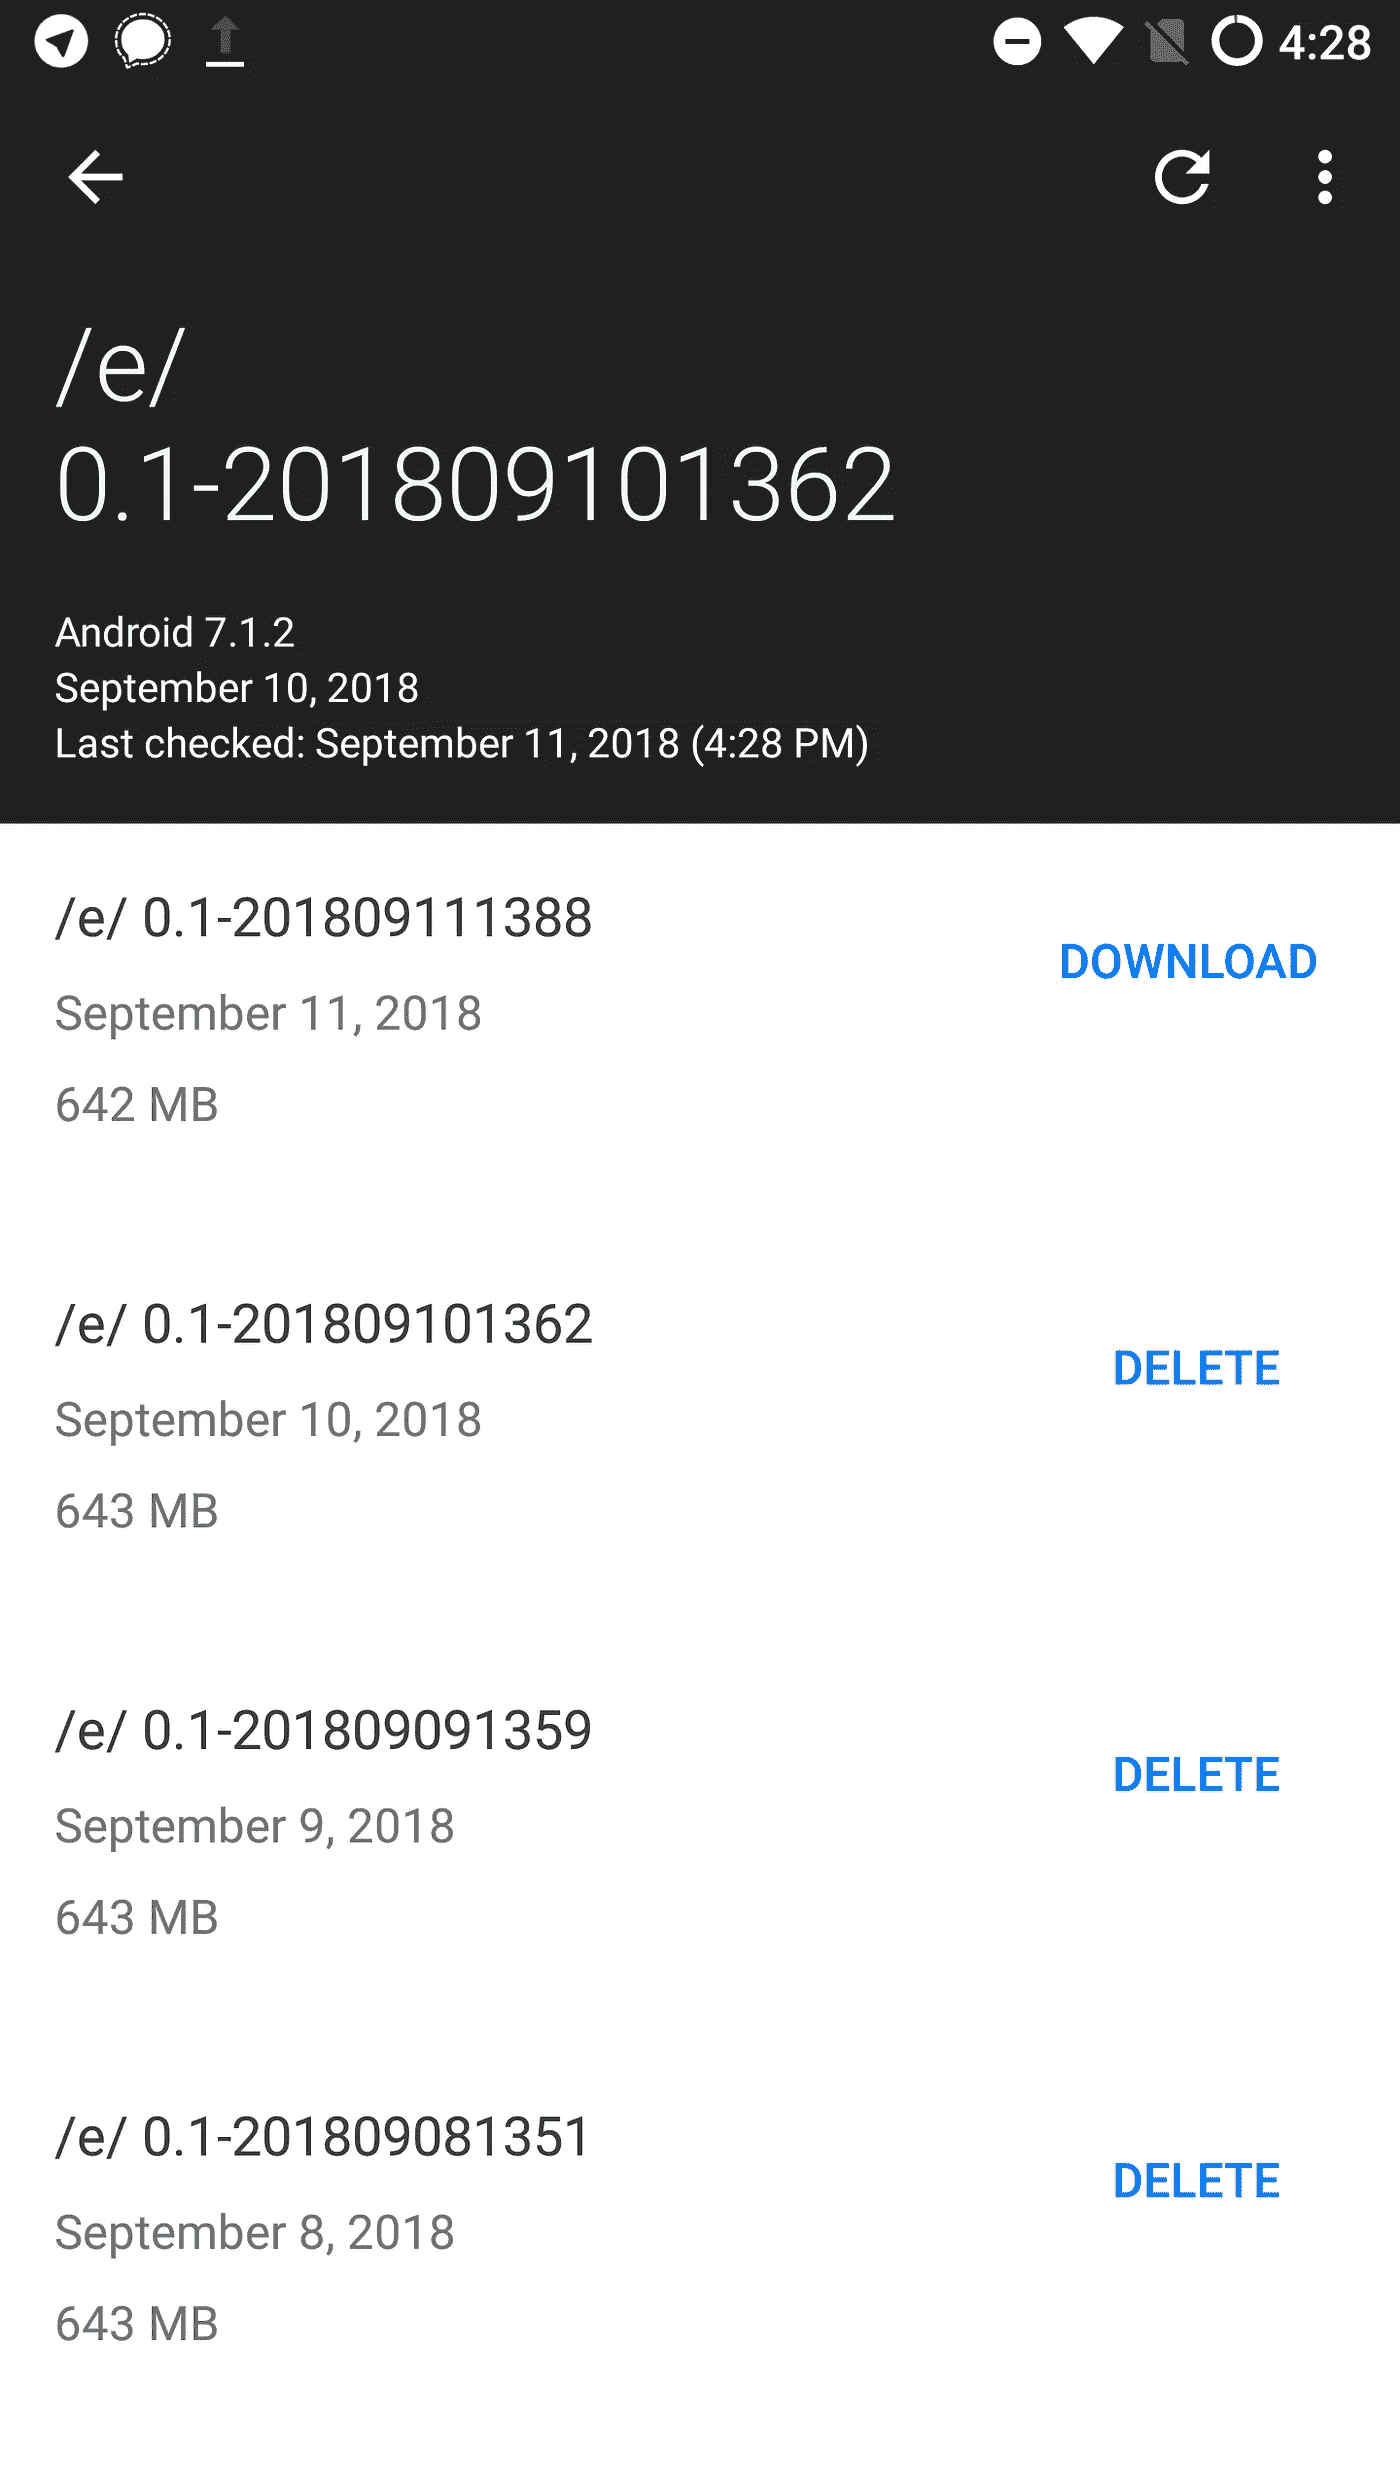 4:28
/e/
0.1-201809101362
Android 7.1.2
September 10, 2018
Last checked: September 11, 2018 (4:28 PM)
/e/ 0.1-201809111388
DOWNLOAD
September 11, 2018
642 MB
/e/ 0.1-201809101362
DELETE
September 10, 2018
643 MB
/e/ 0.1-201809091359
DELETE
September 9, 2018
643 MB
/e/ 0.1-201809081351
DELETE
September 8, 2018
643 MB